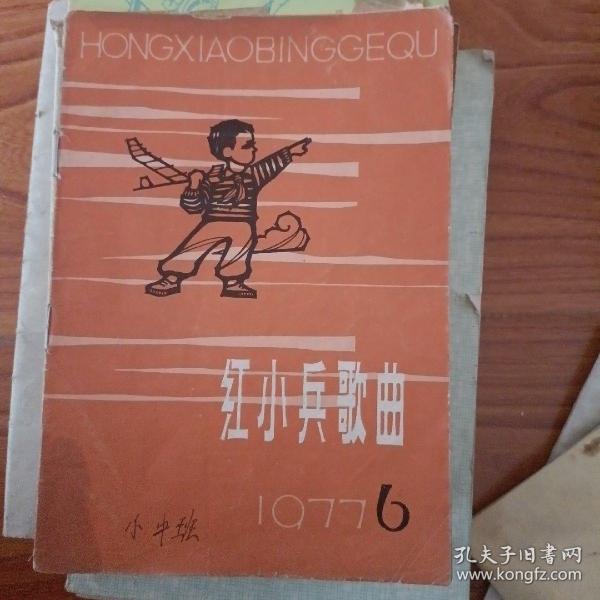 HONGXIAOBINGGEQU
红小兵歌曲
1977 6
小中班
孔夫子旧书网
www.kongfz.com